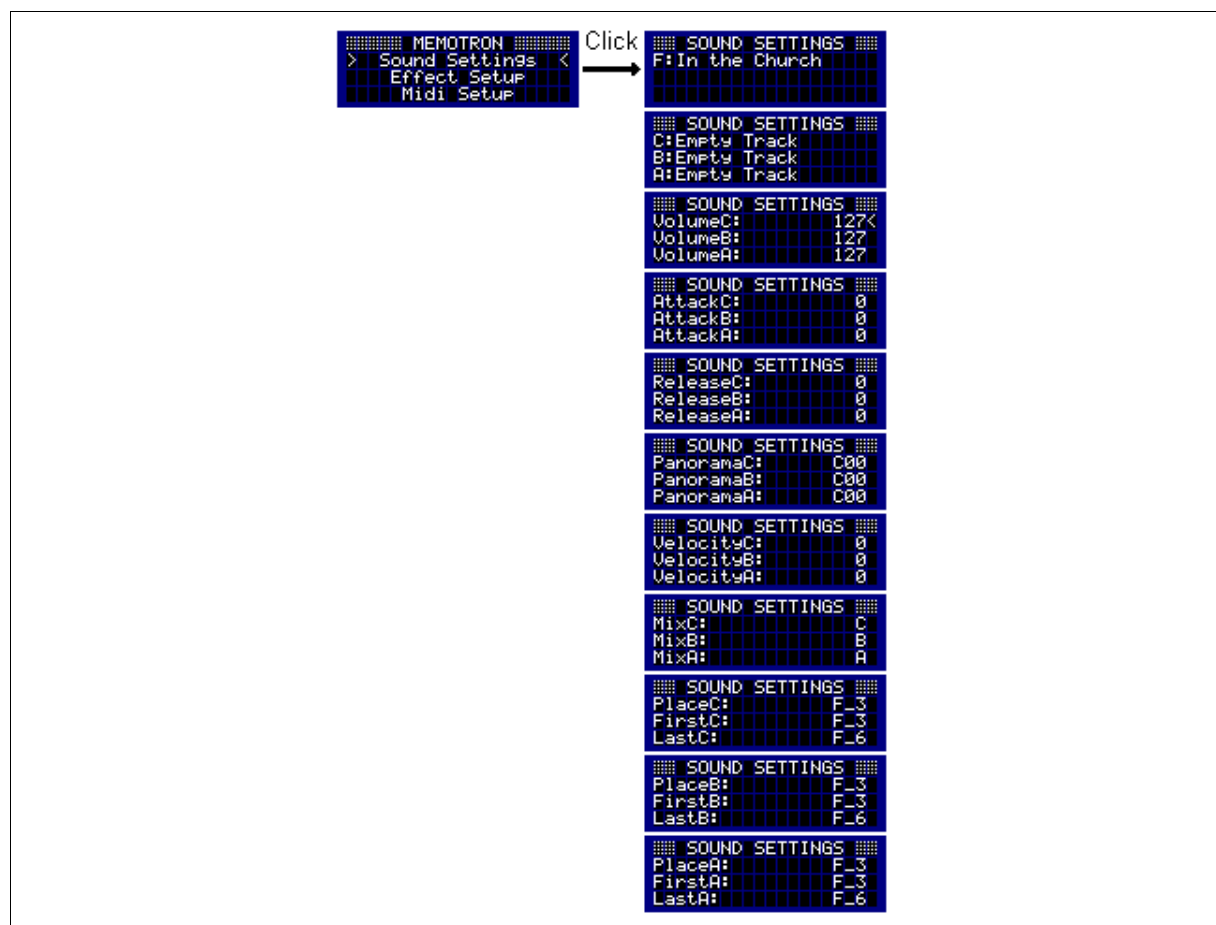 MEMOTRON
> Sound Settings <
Effect Setup
Midi Setup
Click
SOUND SETTINGS
F:In the Church
SOUND SETTINGS
C:Empty Track
B:Empty Track
A:Empty Track
SOUND SETTINGS
VolumeC: 127<
VolumeB: 127
VolumeA: 127
SOUND SETTINGS
AttackC: 0
AttackB: 0
AttackA: 0
SOUND SETTINGS
ReleaseC: 0
ReleaseB: 0
ReleaseA: 0
SOUND SETTINGS
PanoramaC: C00
PanoramaB: C00
PanoramaA: C00
SOUND SETTINGS
VelocityC: 0
VelocityB: 0
VelocityA: 0
SOUND SETTINGS
MixC: C
MixB: B
MixA: A
SOUND SETTINGS
PlaceC: F_3
FirstC: F_3
LastC: F_6
SOUND SETTINGS
PlaceB: F_3
FirstB: F_3
LastB: F_6
SOUND SETTINGS
PlaceA: F_3
FirstA: F_3
LastA: F_6